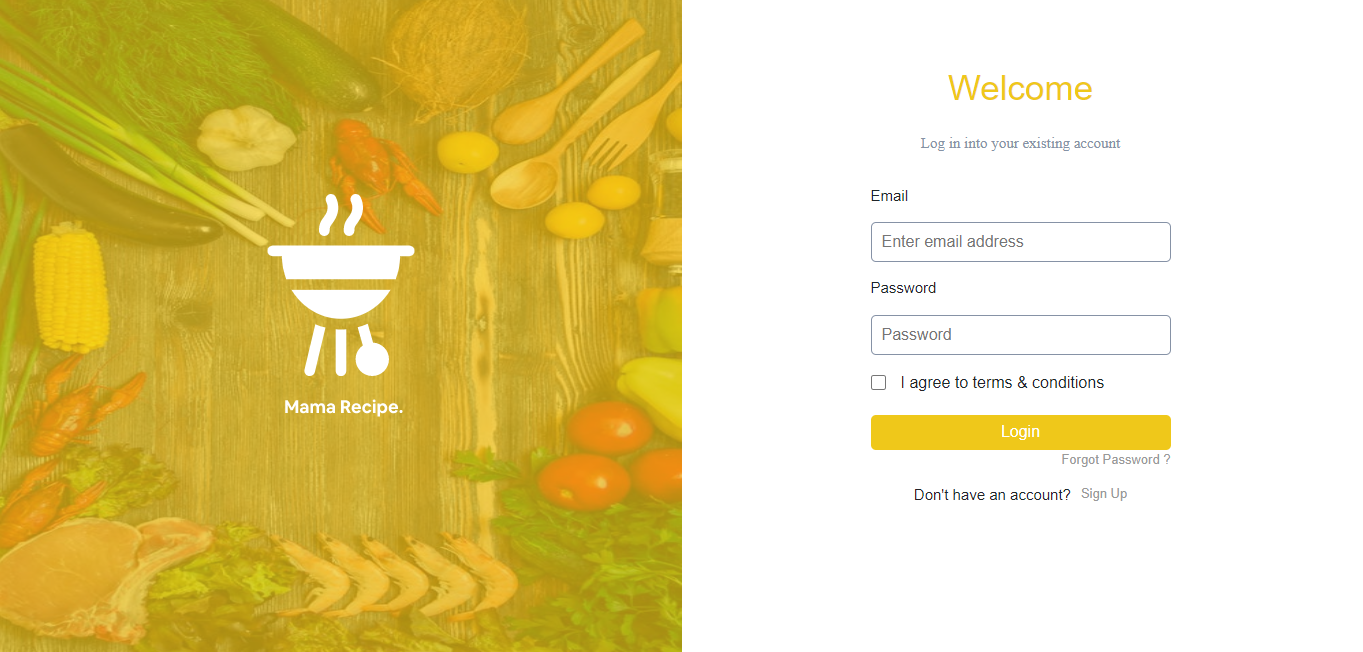 Mama Recipe.
Welcome
Log in into your existing account
Email
Enter email address
Password
Password
I agree to terms & conditions
Login
Forgot Password ?
Don't have an account? Sign Up